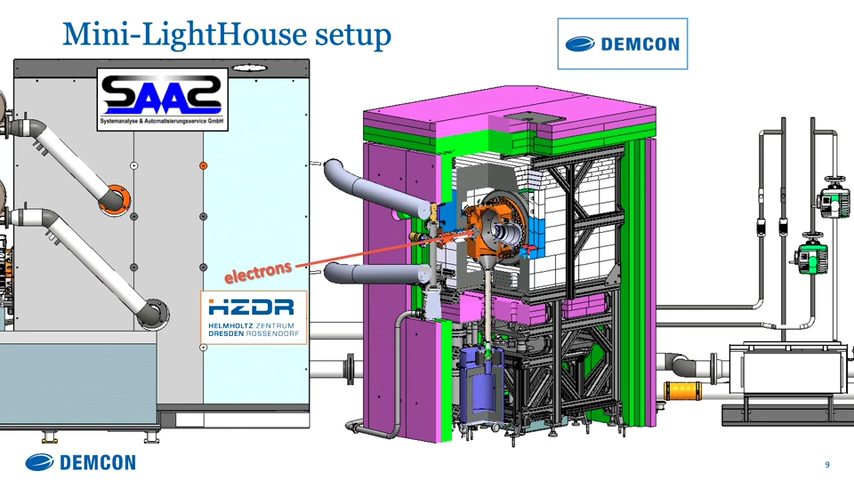 Mini-LightHouse setup
DEMCON
SAAS
Systemanalyse & Automatisierungsservice GmbH
electrons
HZDR
HELMHOLTZ ZENTRUM
DRESDEN ROSSENDORF
DEMCON
9